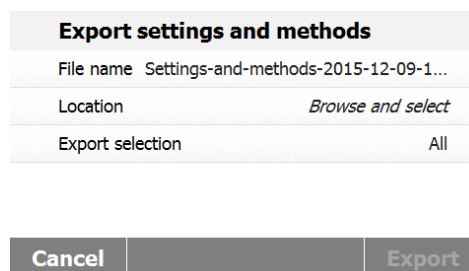 Export settings and methods
File name Settings-and-methods-2015-12-09-1...
Location Browse and select
Export selection All
Cancel Export